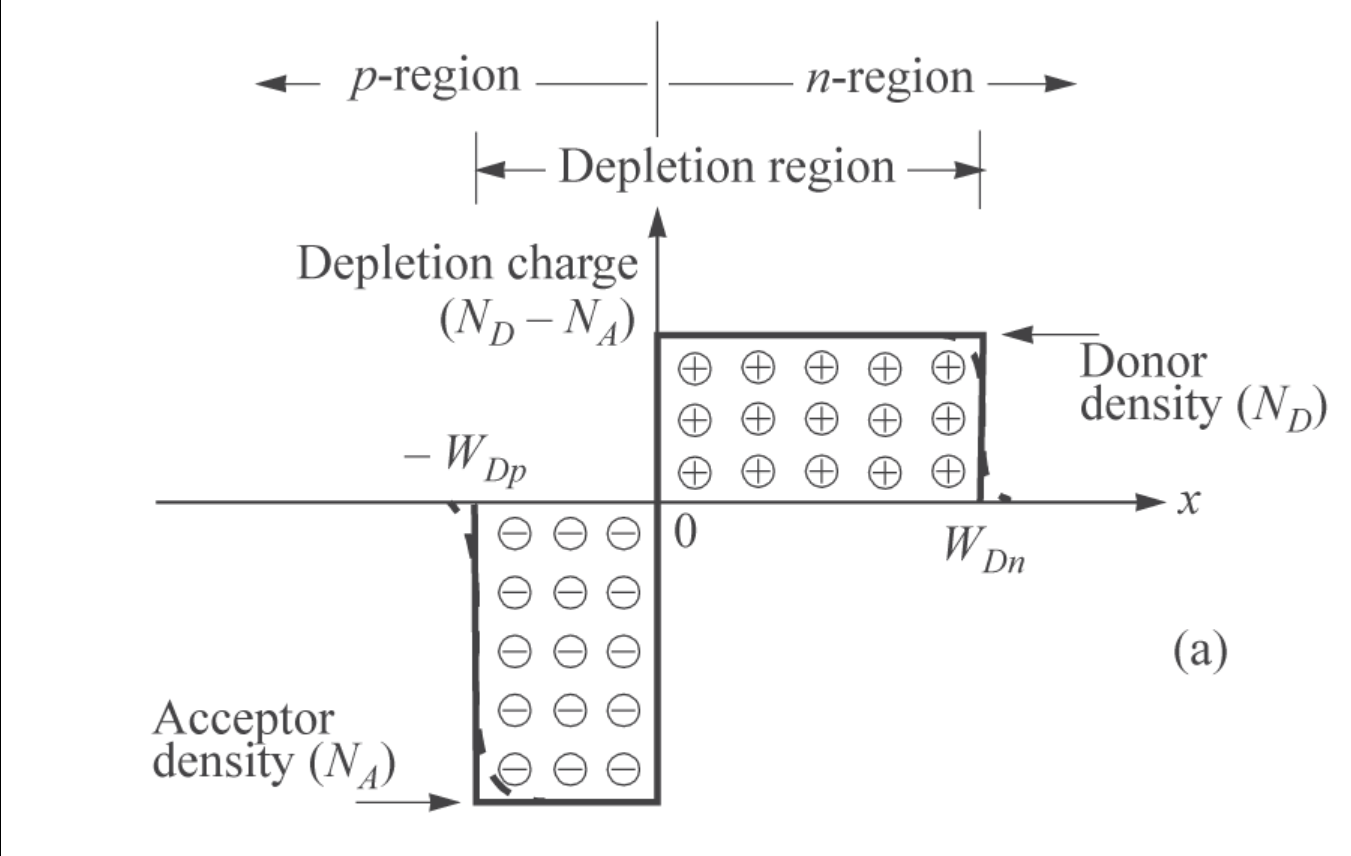 p-region
n-region
Depletion region
Depletion charge
(N_D – N_A)
Donor
density (N_D)
– W_Dp
x
0
W_Dn
(a)
Acceptor
density (N_A)